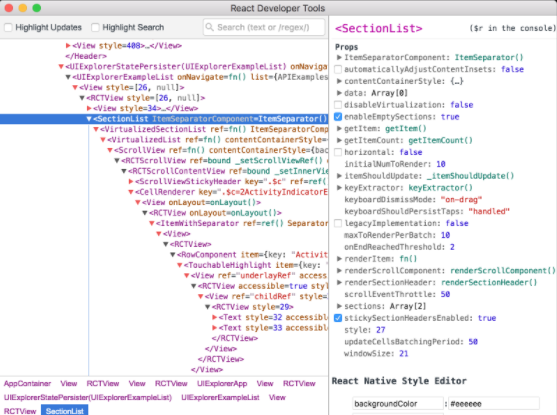 React Developer Tools
Highlight Updates
Highlight Search
Search (text or /regex/)
<View style=408>…</View>
</Header>
<UIExplorerStatePersister(UIExplorerExampleList) onNavigate=fn()
<UIExplorerExampleList onNavigate=fn() list={APIExamples
<View style=[26, null]>
<RCTView style=[26, null]>
<View style=34>…</View>
<SectionList ItemSeparatorComponent=ItemSeparator()
<VirtualizedSectionList ref=fn() ItemSeparatorComp
<VirtualizedList ref=fn() contentContainerStyle=
<ScrollView ref=fn() contentContainerStyle={bac
<RCTScrollView ref=bound _setScrollViewRef()
<RCTScrollContentView ref=bound _setInnerVi
<ScrollViewStickyHeader key=".$c" ref=ref(
<CellRenderer key=".$c=2ActivityIndicatorE
<View onLayout=onLayout()>
<RCTView onLayout=onLayout()>
<ItemWithSeparator ref=ref() Separator
<View>
<RCTView>
<RowComponent item={key: "Activit
<TouchableHighlight item={key:
<View ref="underlayRef"
<RCTView accessible=true styl
<View ref="childRef" style=
<RCTView style=29>
<Text style=32 accessib
<Text style=33 accessib
</RCTView>
</View>
</RCTView>
</View>
AppContainer View RCTView View UIExplorerApp View RCTView
UIExplorerStatePersister(UIExplorerExampleList) UIExplorerExampleList View
RCTView SectionList
<SectionList>
($r in the console)
Props
ItemSeparatorComponent: ItemSeparator()
automaticallyAdjustContentInsets: false
contentContainerStyle: {…}
data: Array[0]
disableVirtualization: false
enableEmptySections: true
getItem: getItem()
getItemCount: getItemCount()
horizontal: false
initialNumToRender: 10
itemShouldUpdate: _itemShouldUpdate()
keyExtractor: keyExtractor()
keyboardDismissMode: "on-drag"
keyboardShouldPersistTaps: "handled"
legacyImplementation: false
maxToRenderPerBatch: 10
onEndReachedThreshold: 2
renderItem: fn()
renderScrollComponent: renderScrollComponent()
renderSectionHeader: renderSectionHeader()
scrollEventThrottle: 50
sections: Array[2]
stickySectionHeadersEnabled: true
style: 27
updateCellsBatchingPeriod: 50
windowSize: 21
React Native Style Editor
backgroundColor : #eeeeee